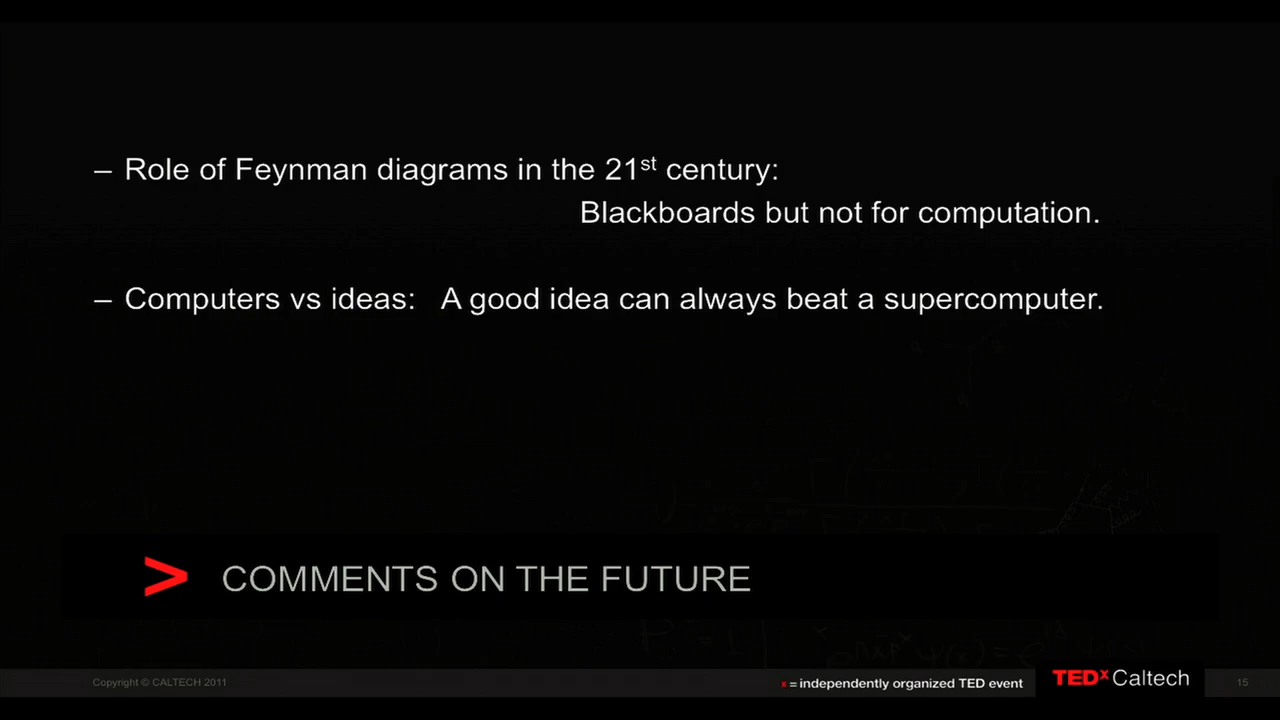 – Role of Feynman diagrams in the 21st century:
Blackboards but not for computation.
– Computers vs ideas: A good idea can always beat a supercomputer.
> COMMENTS ON THE FUTURE
Copyright © CALTECH 2011
x = independently organized TED event
TEDx Caltech
15